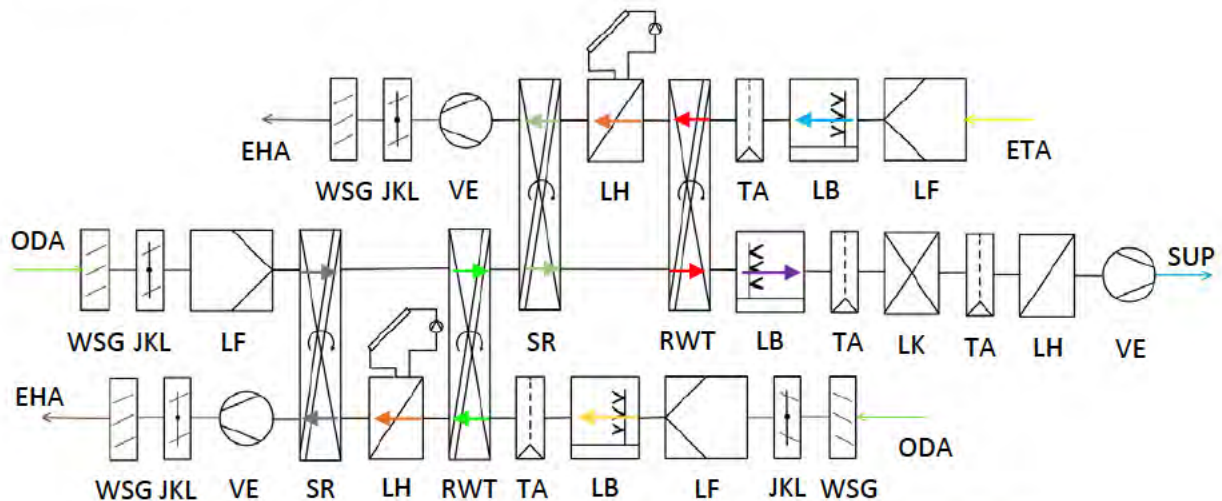 EHA
WSG JKL VE SR LH RWT TA LB LF
ETA
ODA
SUP
WSG JKL LF SR RWT LB TA LK TA LH VE
EHA
ODA
WSG JKL VE SR LH RWT TA LB LF JKL WSG